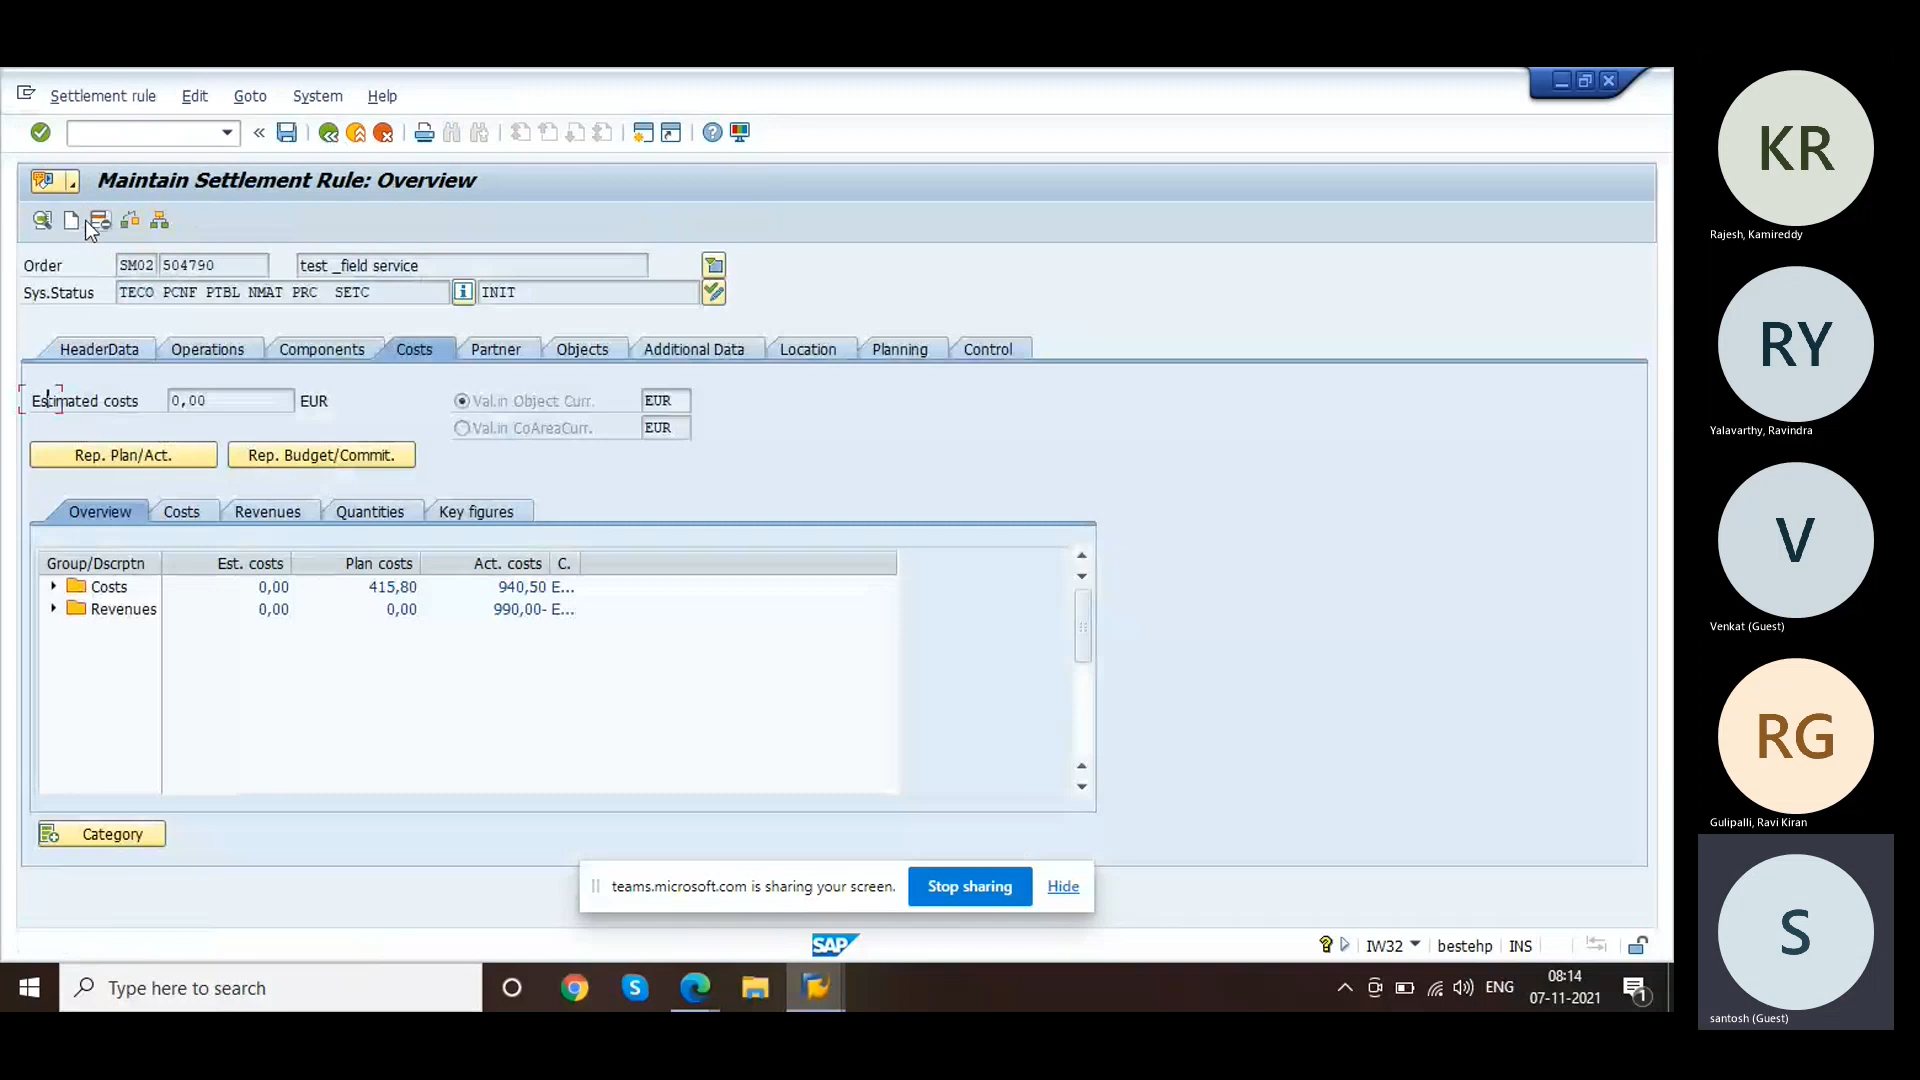 Settlement rule Edit Goto System Help
Maintain Settlement Rule: Overview
Order SM02 504790 test _field service
Sys.Status TECO PCNF PTBL NMAT PRC SETC INIT
HeaderData Operations Components Costs Partner Objects Additional Data Location Planning Control
Estimated costs 0,00 EUR Val.in Object Curr. EUR
Val.in CoAreaCurr. EUR
Rep. Plan/Act. Rep. Budget/Commit.
Overview Costs Revenues Quantities Key figures
Group/Dscrptn Est. costs Plan costs Act. costs C.
Costs 0,00 415,80 940,50 E...
Revenues 0,00 0,00 990,00- E...
Category
teams.microsoft.com is sharing your screen. Stop sharing Hide
SAP
IW32 bestehp INS
Type here to search
ENG
08:14
07-11-2021
1
KR
Rajesh, Kamireddy
RY
Yalavarthy, Ravindra
V
Venkat (Guest)
RG
Gulipalli, Ravi Kiran
S
santosh (Guest)